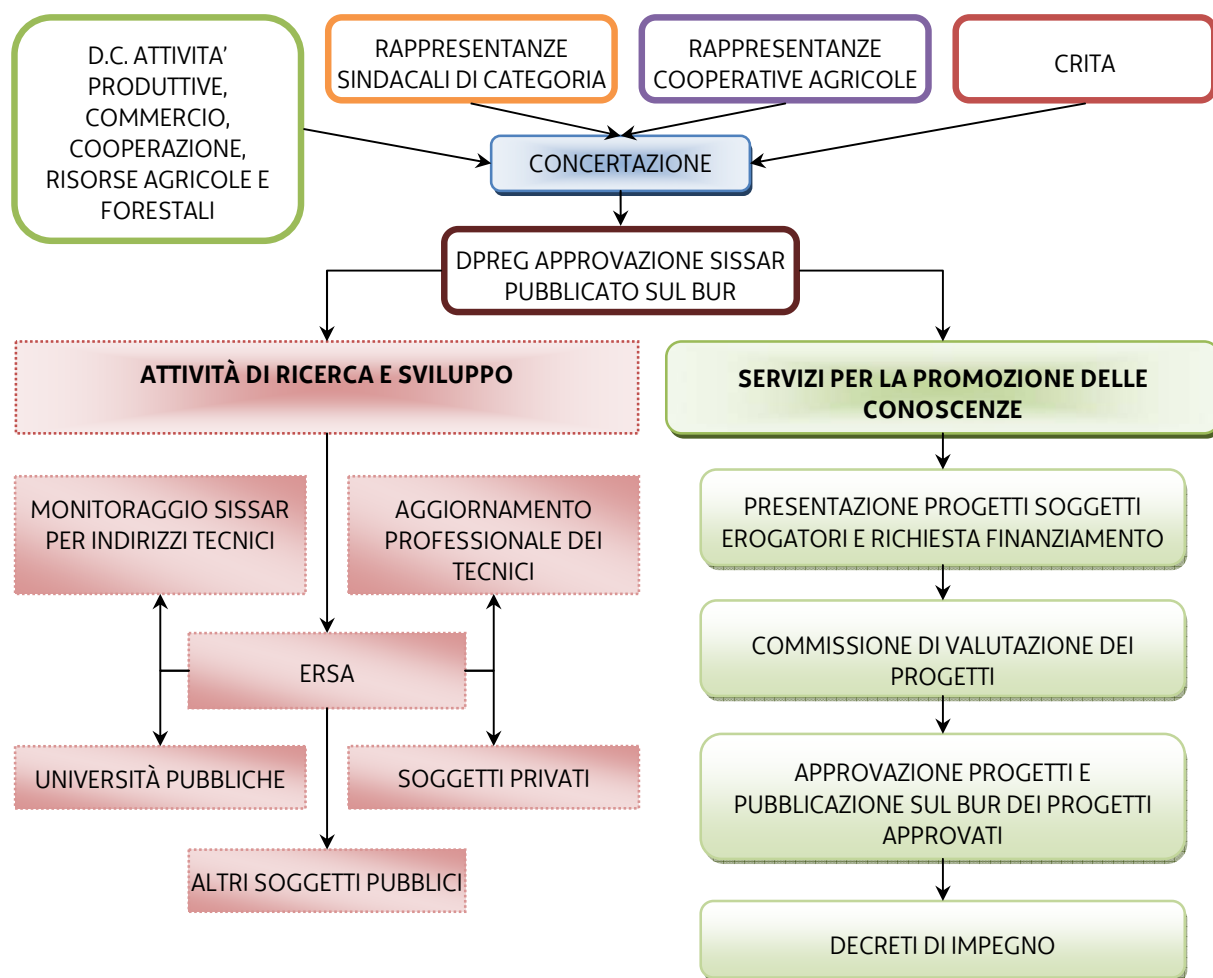 D.C. ATTIVITA’
PRODUTTIVE,
COMMERCIO,
COOPERAZIONE,
RISORSE AGRICOLE E
FORESTALI
RAPPRESENTANZE
SINDACALI DI CATEGORIA
RAPPRESENTANZE
COOPERATIVE AGRICOLE
CRITA
CONCERTAZIONE
DPREG APPROVAZIONE SISSAR
PUBBLICATO SUL BUR
ATTIVITÀ DI RICERCA E SVILUPPO
MONITORAGGIO SISSAR
PER INDIRIZZI TECNICI
AGGIORNAMENTO
PROFESSIONALE DEI
TECNICI
ERSA
UNIVERSITÀ PUBBLICHE
SOGGETTI PRIVATI
ALTRI SOGGETTI PUBBLICI
SERVIZI PER LA PROMOZIONE DELLE
CONOSCENZE
PRESENTAZIONE PROGETTI SOGGETTI
EROGATORI E RICHIESTA FINANZIAMENTO
COMMISSIONE DI VALUTAZIONE DEI
PROGETTI
APPROVAZIONE PROGETTI E
PUBBLICAZIONE SUL BUR DEI PROGETTI
APPROVATI
DECRETI DI IMPEGNO